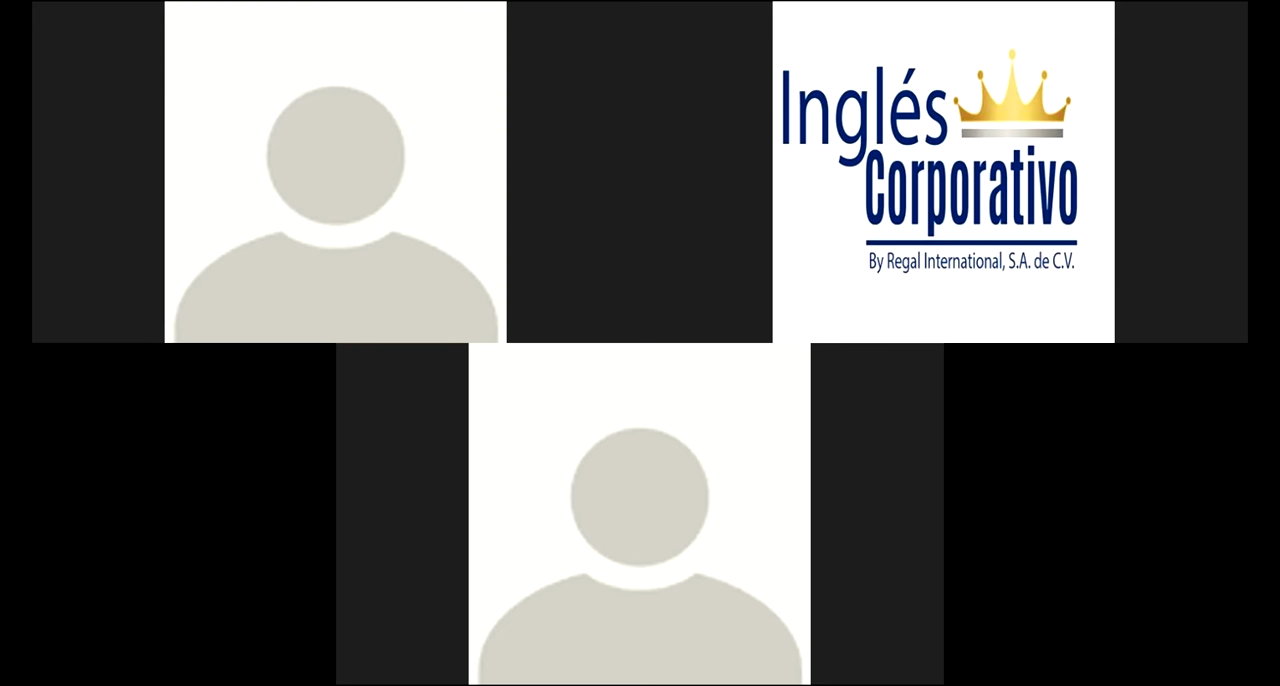 Inglés
Corporativo
By Regal International, S.A. de C.V.